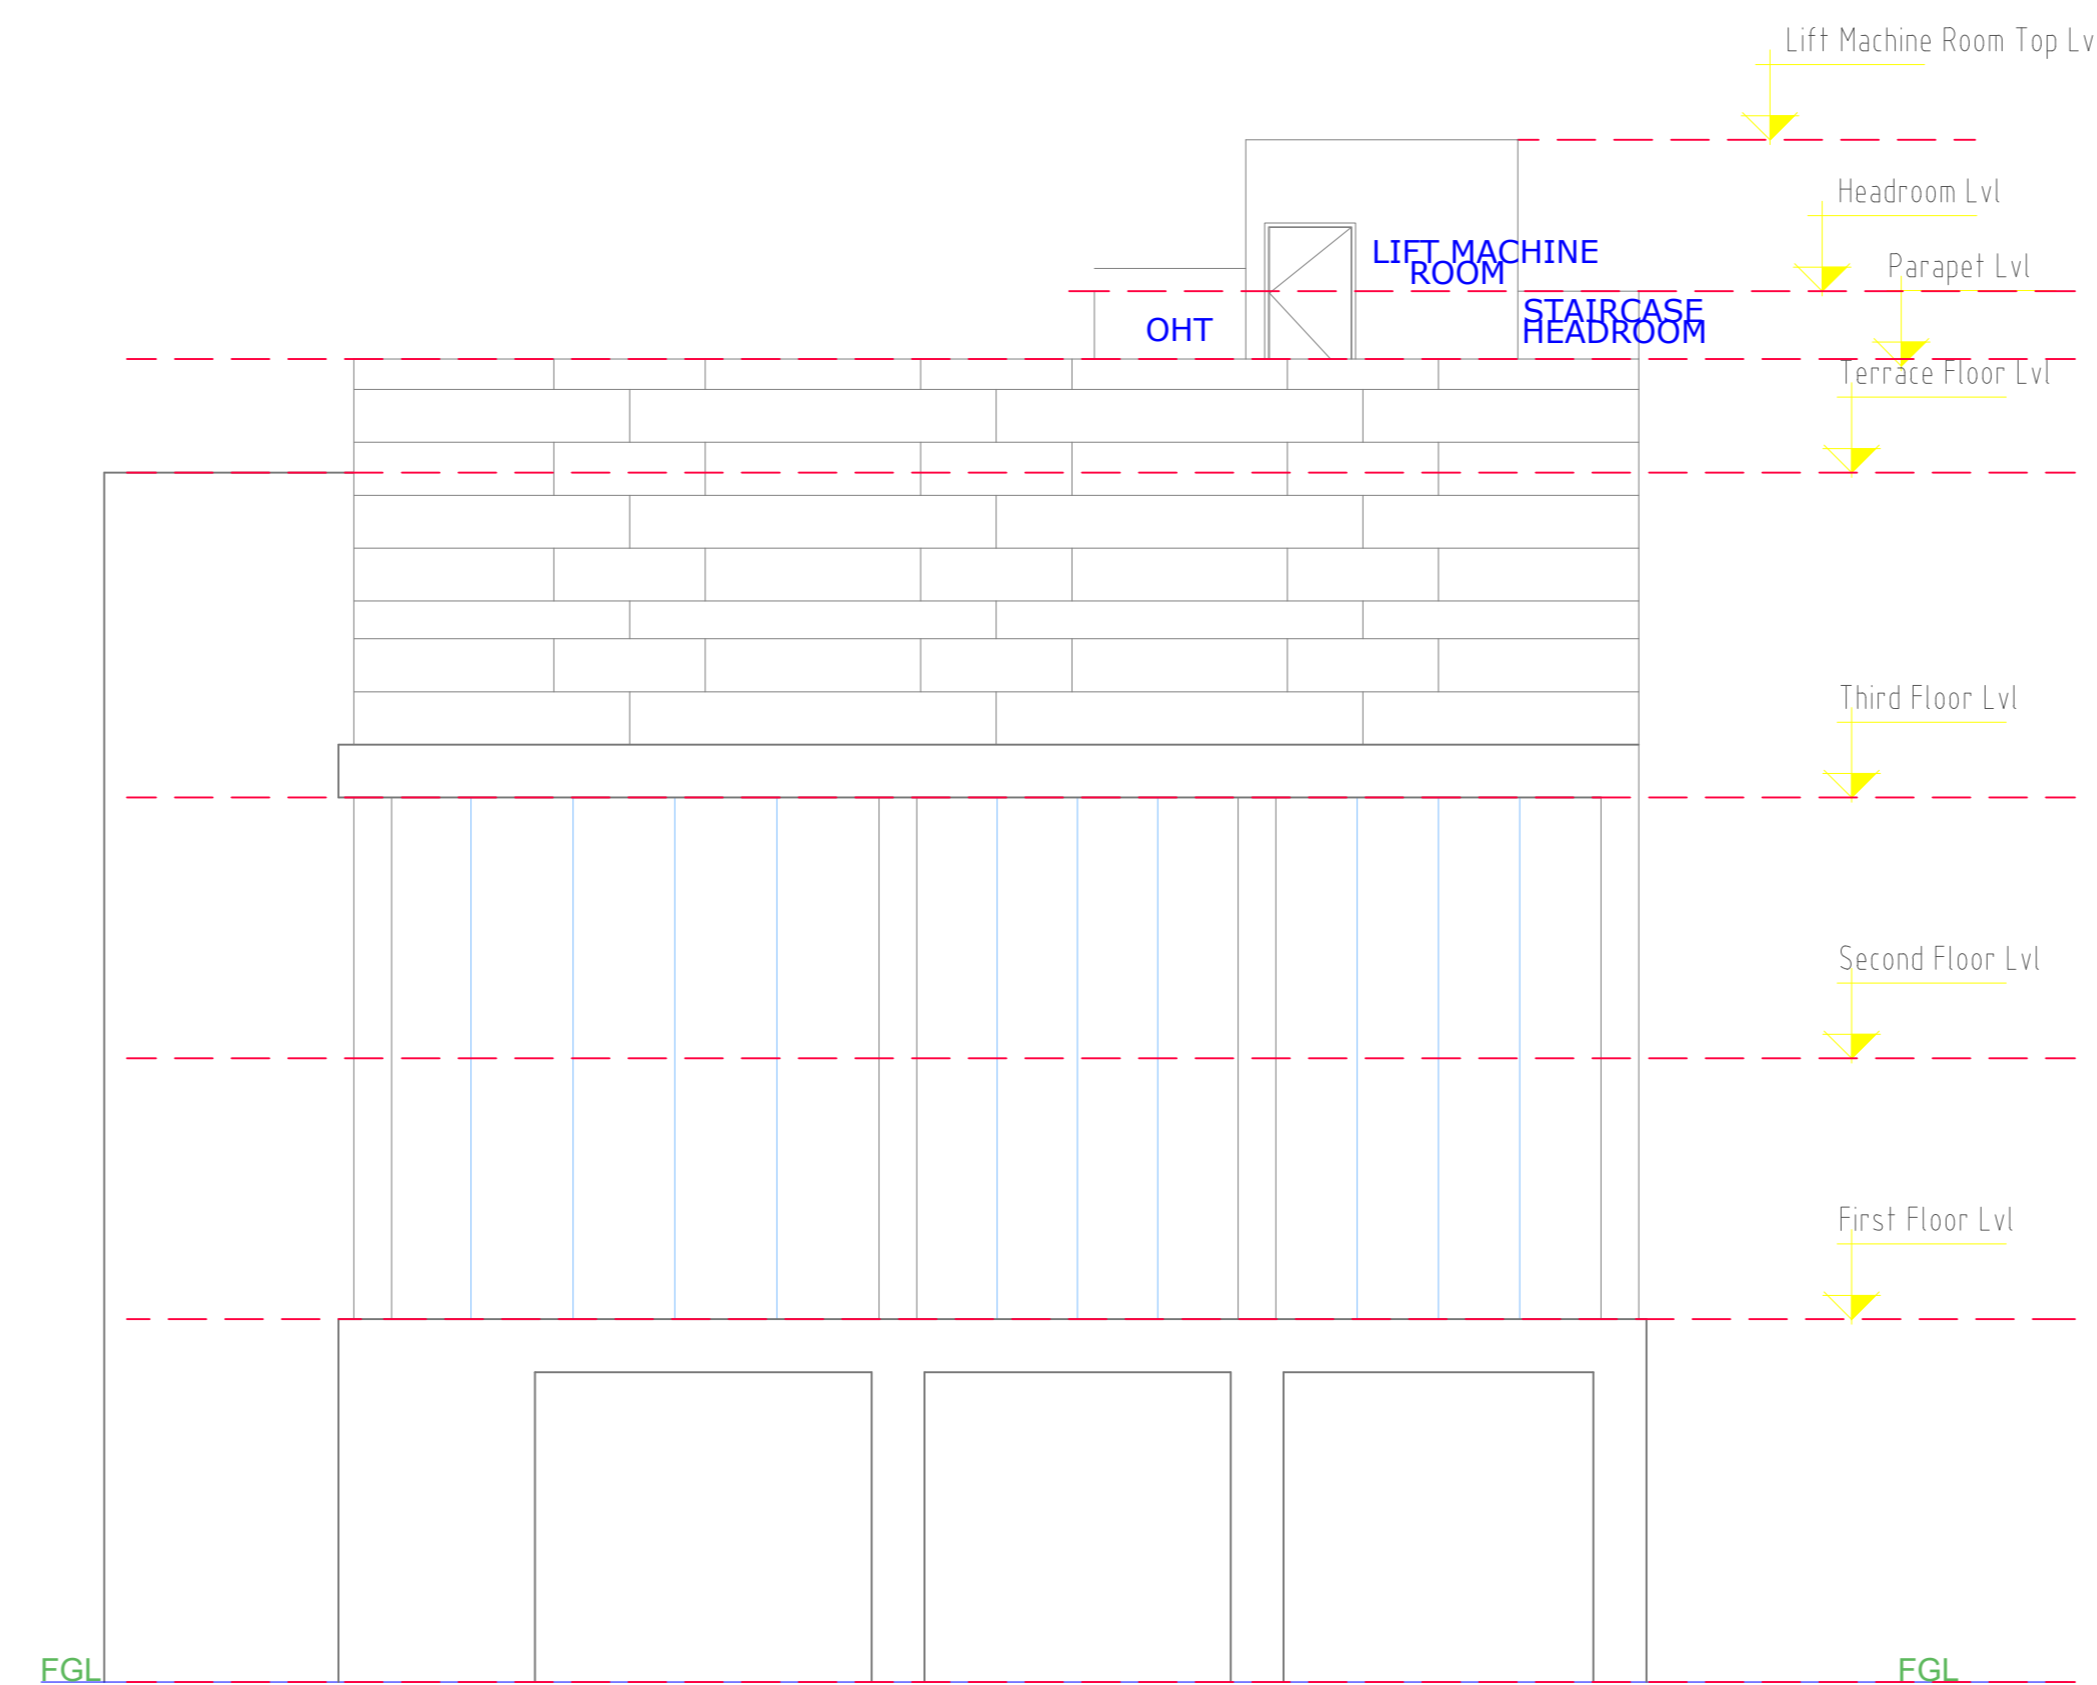 Lift Machine Room Top Lv
Headroom Lvl
LIFT MACHINE
ROOM
Parapet Lvl
STAIRCASE
HEADROOM
OHT
Terrace Floor Lvl
Third Floor Lvl
Second Floor Lvl
First Floor Lvl
FGL
FGL